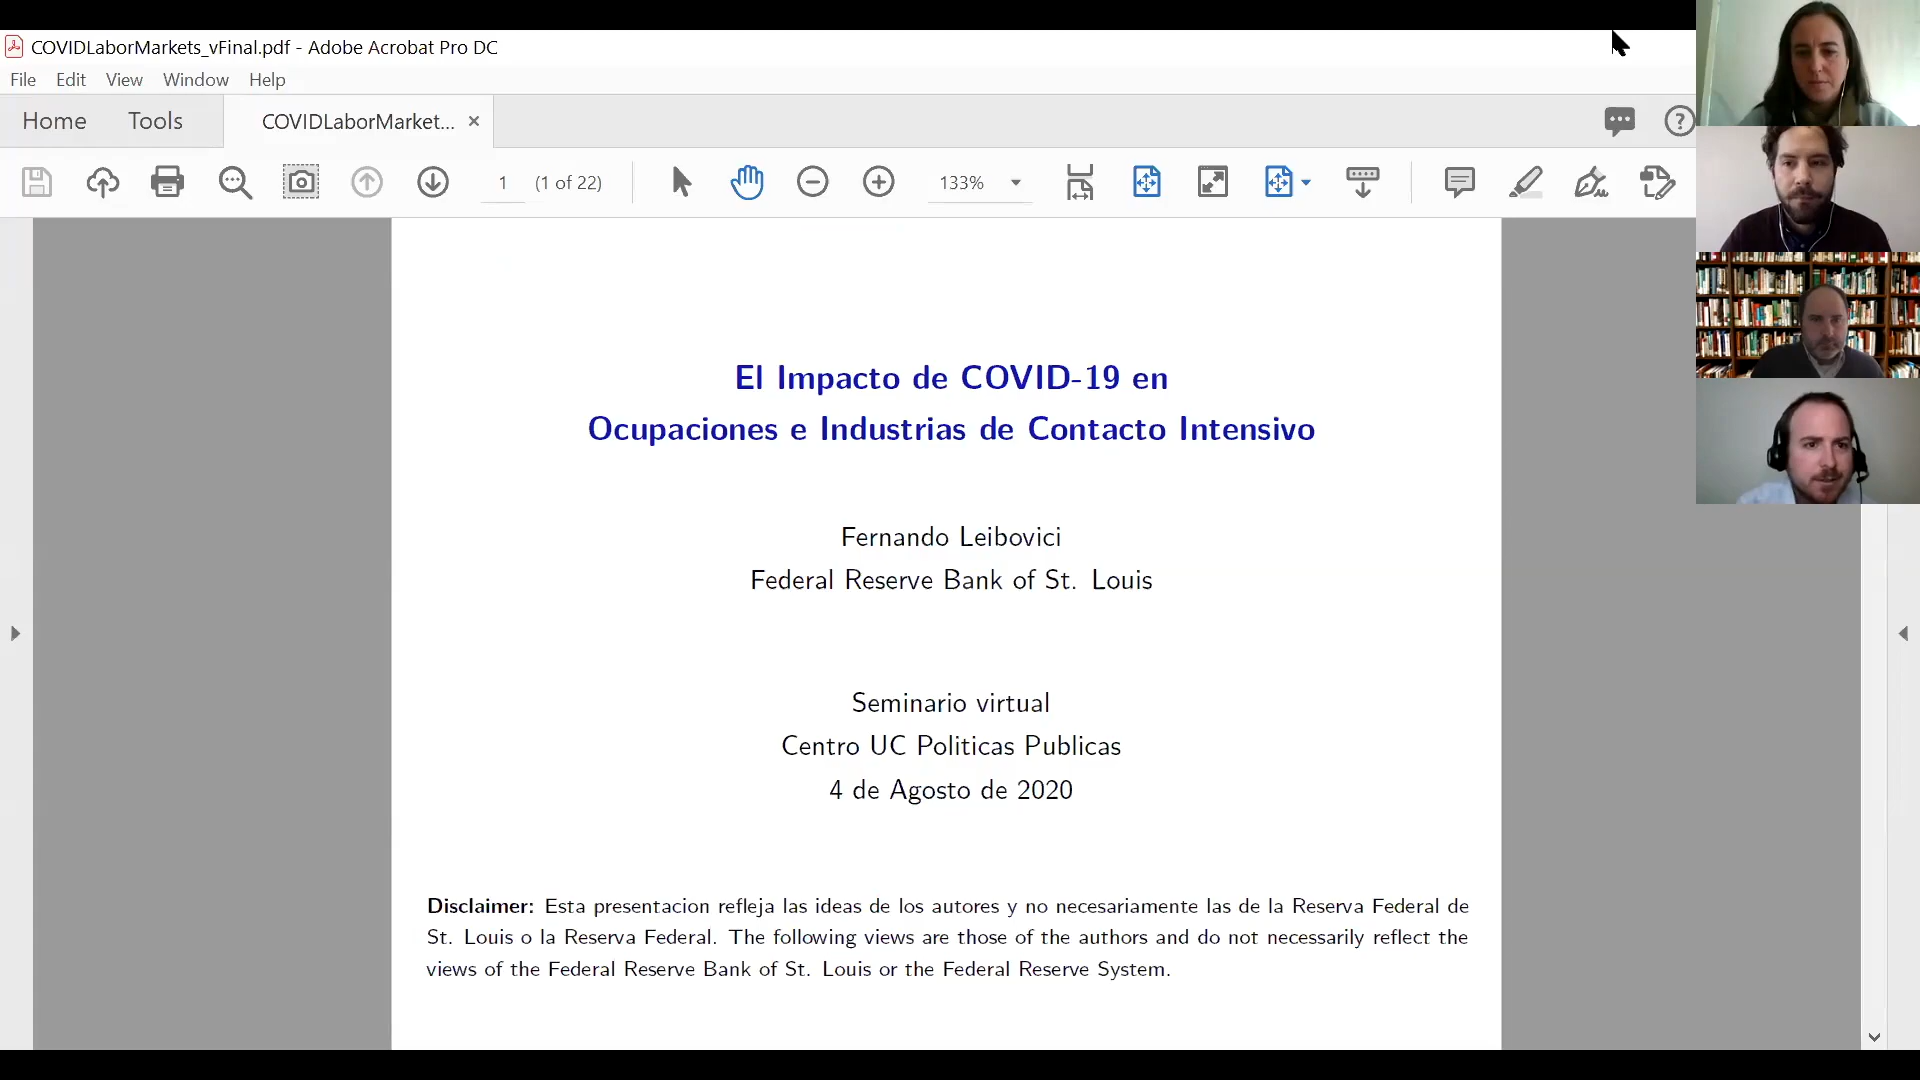 COVIDLaborMarkets_vFinal.pdf - Adobe Acrobat Pro DC
File Edit View Window Help
Home Tools COVIDLaborMarket... ×
1 (1 of 22) 133%
El Impacto de COVID-19 en
Ocupaciones e Industrias de Contacto Intensivo
Fernando Leibovici
Federal Reserve Bank of St. Louis
Seminario virtual
Centro UC Politicas Publicas
4 de Agosto de 2020
Disclaimer: Esta presentacion refleja las ideas de los autores y no necesariamente las de la Reserva Federal de
St. Louis o la Reserva Federal. The following views are those of the authors and do not necessarily reflect the
views of the Federal Reserve Bank of St. Louis or the Federal Reserve System.